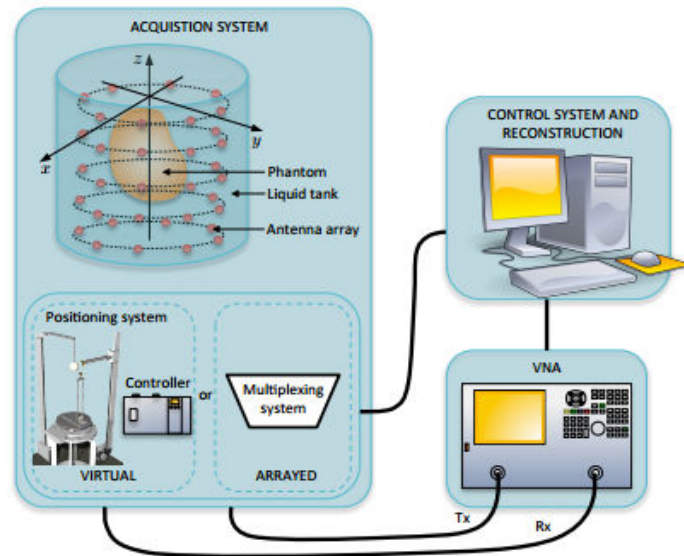 ACQUISTION SYSTEM
z
y
x
Phantom
Liquid tank
Antenna array
Positioning system
Controller
or
Multiplexing
system
VIRTUAL
ARRAYED
CONTROL SYSTEM AND
RECONSTRUCTION
VNA
Tx
Rx